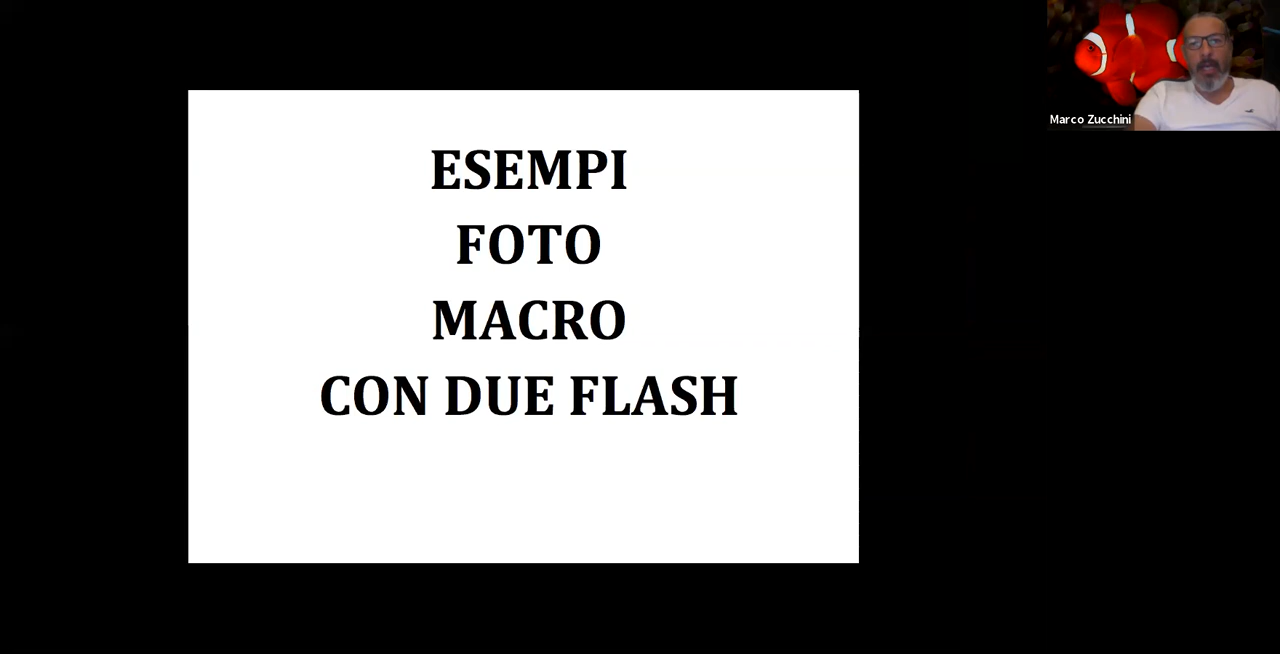 ESEMPI
FOTO
MACRO
CON DUE FLASH
Marco Zucchini